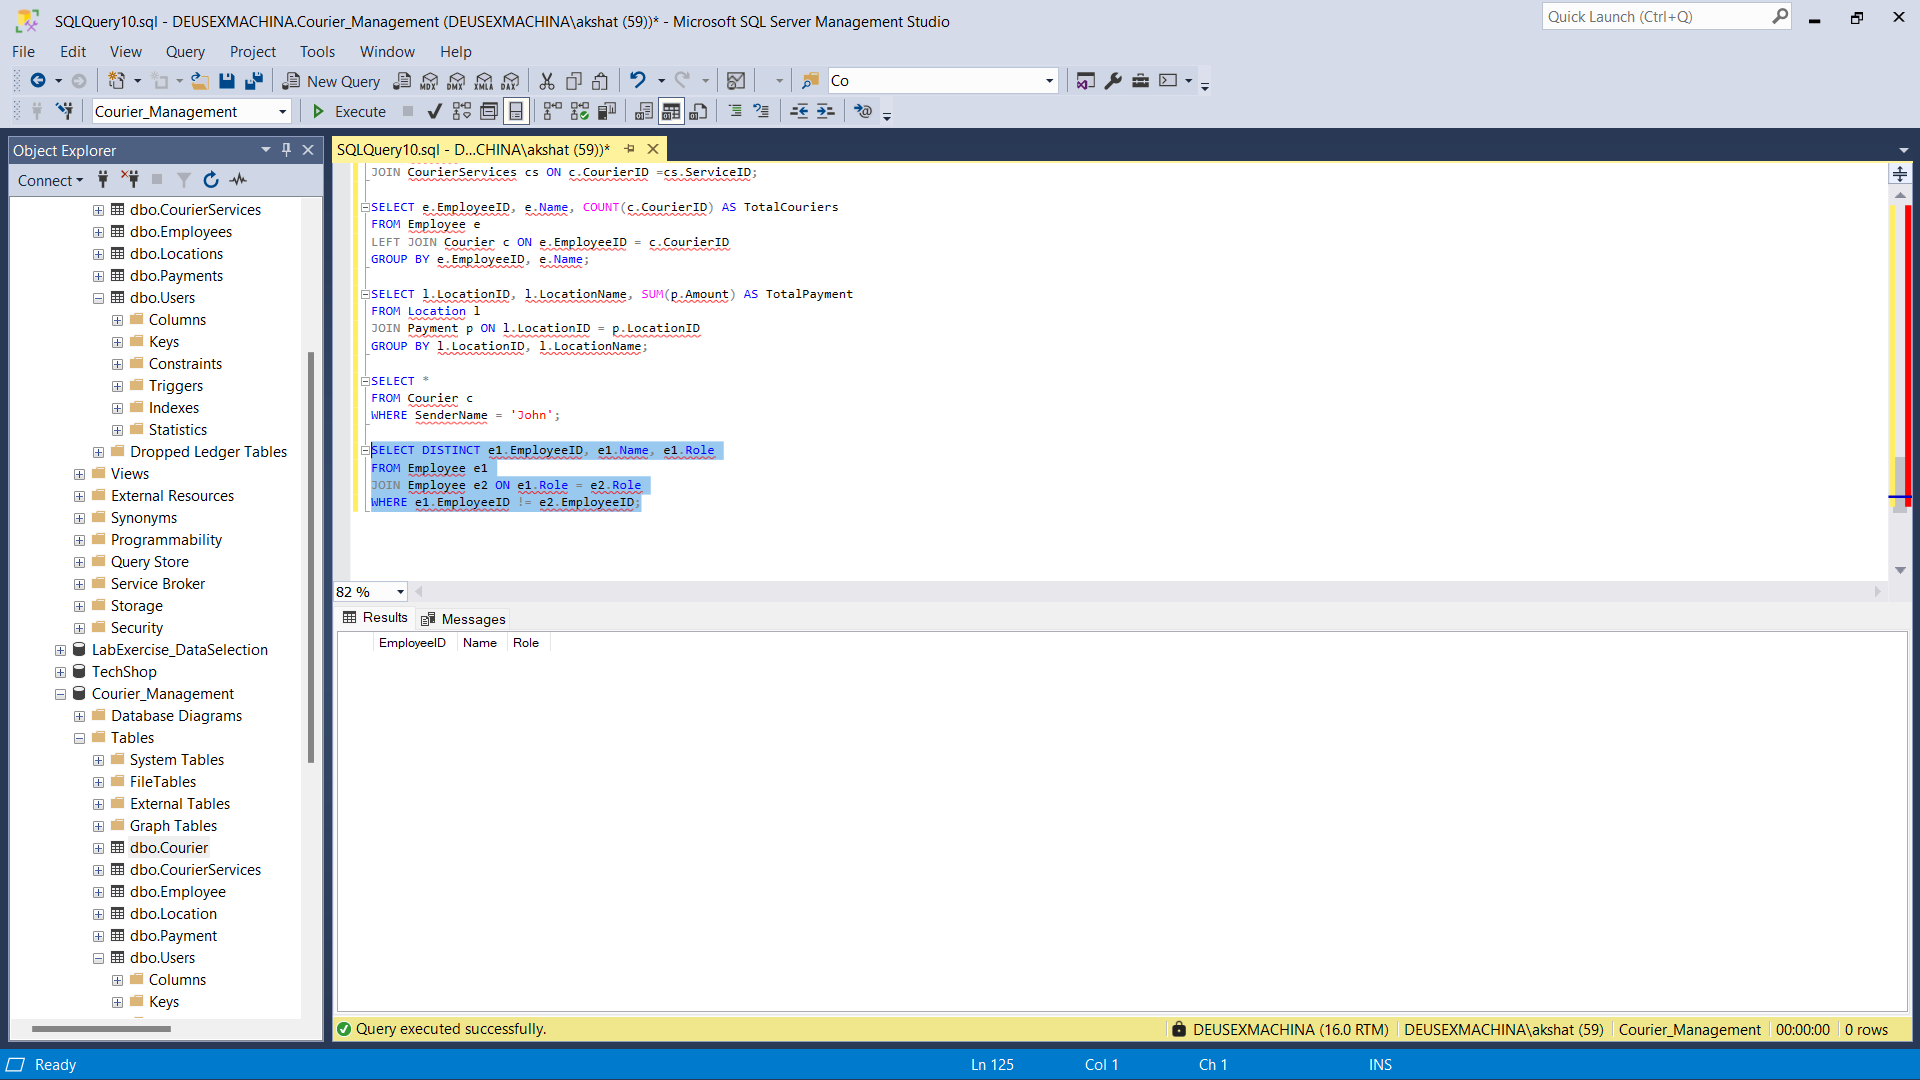 SQLQuery10.sql - DEUSEXMACHINA.Courier_Management (DEUSEXMACHINA\akshat (59))* - Microsoft SQL Server Management Studio
Quick Launch (Ctrl+Q)
File Edit View Query Project Tools Window Help
New Query MDX DMX XMLA DAX Co
Courier_Management Execute
Object Explorer
Connect
dbo.CourierServices
dbo.Employees
dbo.Locations
dbo.Payments
dbo.Users
Columns
Keys
Constraints
Triggers
Indexes
Statistics
Dropped Ledger Tables
Views
External Resources
Synonyms
Programmability
Query Store
Service Broker
Storage
Security
LabExercise_DataSelection
TechShop
Courier_Management
Database Diagrams
Tables
System Tables
FileTables
External Tables
Graph Tables
dbo.Courier
dbo.CourierServices
dbo.Employee
dbo.Location
dbo.Payment
dbo.Users
Columns
Keys
SQLQuery10.sql - D...CHINA\akshat (59))*
JOIN CourierServices cs ON c.CourierID =cs.ServiceID;
SELECT e.EmployeeID, e.Name, COUNT(c.CourierID) AS TotalCouriers
FROM Employee e
LEFT JOIN Courier c ON e.EmployeeID = c.CourierID
GROUP BY e.EmployeeID, e.Name;
SELECT l.LocationID, l.LocationName, SUM(p.Amount) AS TotalPayment
FROM Location l
JOIN Payment p ON l.LocationID = p.LocationID
GROUP BY l.LocationID, l.LocationName;
SELECT *
FROM Courier c
WHERE SenderName = 'John';
SELECT DISTINCT e1.EmployeeID, e1.Name, e1.Role
FROM Employee e1
JOIN Employee e2 ON e1.Role = e2.Role
WHERE e1.EmployeeID != e2.EmployeeID;
82 %
Results Messages
EmployeeID Name Role
Query executed successfully.
DEUSEXMACHINA (16.0 RTM) DEUSEXMACHINA\akshat (59) Courier_Management 00:00:00 0 rows
Ready Ln 125 Col 1 Ch 1 INS